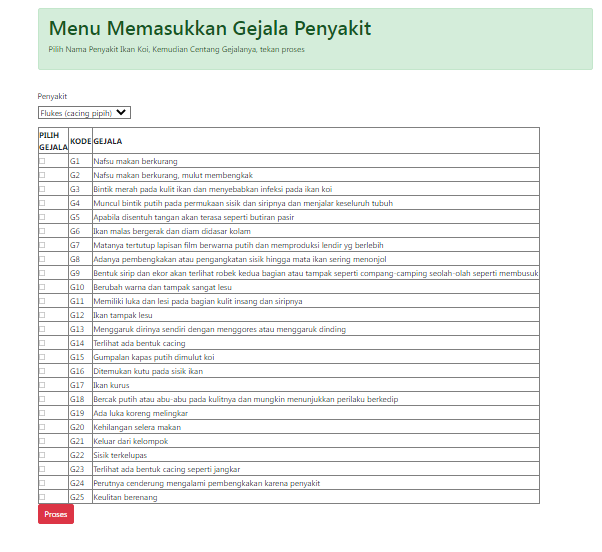 Menu Memasukkan Gejala Penyakit
Pilih Nama Penyakit Ikan Koi, Kemudian Centang Gejalanya, tekan proses
Penyakit
Flukes (cacing pipih)
PILIH GEJALA KODE GEJALA
G1 Nafsu makan berkurang
G2 Nafsu makan berkurang, mulut membengkak
G3 Bintik merah pada kulit ikan dan menyebabkan infeksi pada ikan koi
G4 Muncul bintik putih pada permukaan sisik dan siripnya dan menjalar keseluruh tubuh
G5 Apabila disentuh tangan akan terasa seperti butiran pasir
G6 Ikan malas bergerak dan diam didasar kolam
G7 Matanya tertutup lapisan film berwarna putih dan memproduksi lendir yg berlebih
G8 Adanya pembengkakan atau pengangkatan sisik hingga mata ikan sering menonjol
G9 Bentuk sirip dan ekor akan terlihat robek kedua bagian atau tampak seperti compang-camping seolah-olah seperti membusuk
G10 Berubah warna dan tampak sangat lesu
G11 Memiliki luka dan lesi pada bagian kulit insang dan siripnya
G12 Ikan tampak lesu
G13 Menggaruk dirinya sendiri dengan menggores atau menggaruk dinding
G14 Terlihat ada bentuk cacing
G15 Gumpalan kapas putih dimulut koi
G16 Ditemukan kutu pada sisik ikan
G17 Ikan kurus
G18 Bercak putih atau abu-abu pada kulitnya dan mungkin menunjukkan perilaku berkedip
G19 Ada luka koreng melingkar
G20 Kehilangan selera makan
G21 Keluar dari kelompok
G22 Sisik terkelupas
G23 Terlihat ada bentuk cacing seperti jangkar
G24 Perutnya cenderung mengalami pembengkakan karena penyakit
G25 Keulitan berenang
Proses